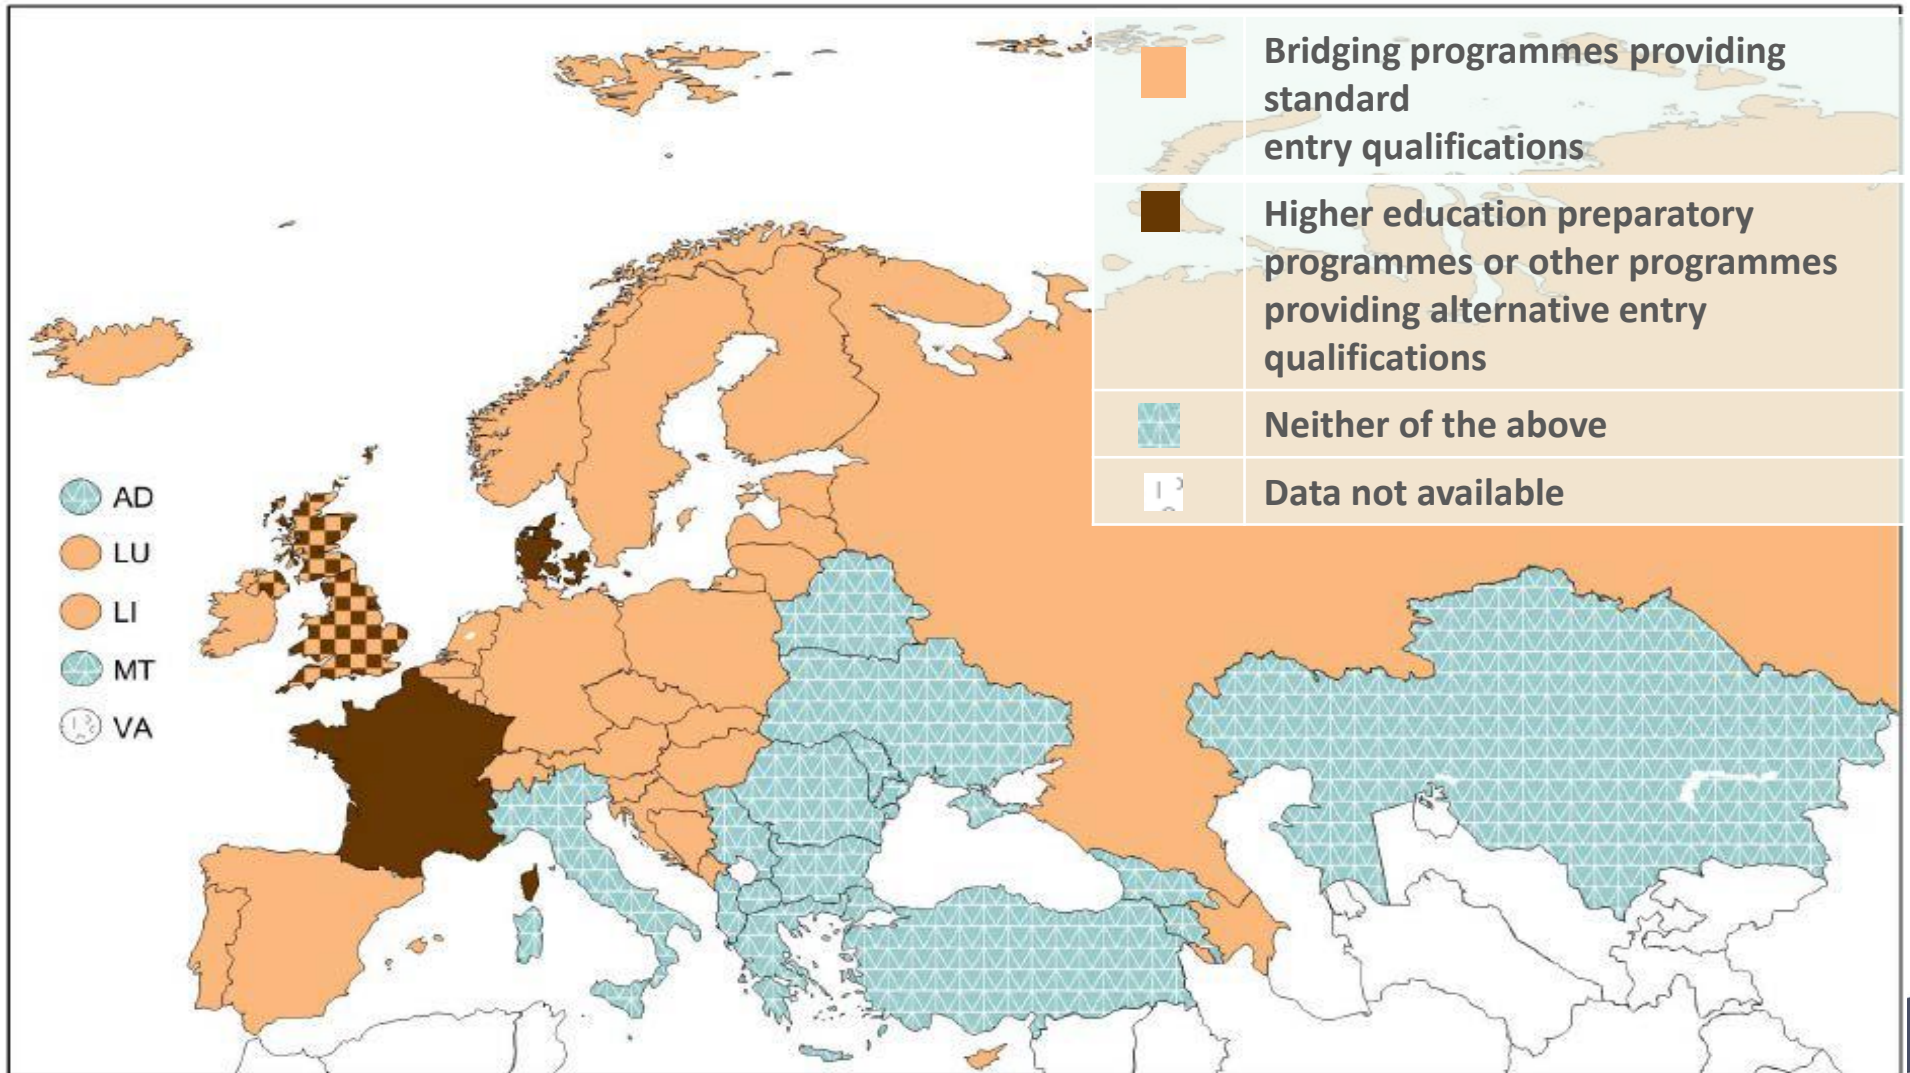 Bridging programmes providing
standard
entry qualifications
Higher education preparatory
programmes or other programmes
providing alternative entry
qualifications
Neither of the above
Data not available
AD
LU
LI
MT
VA